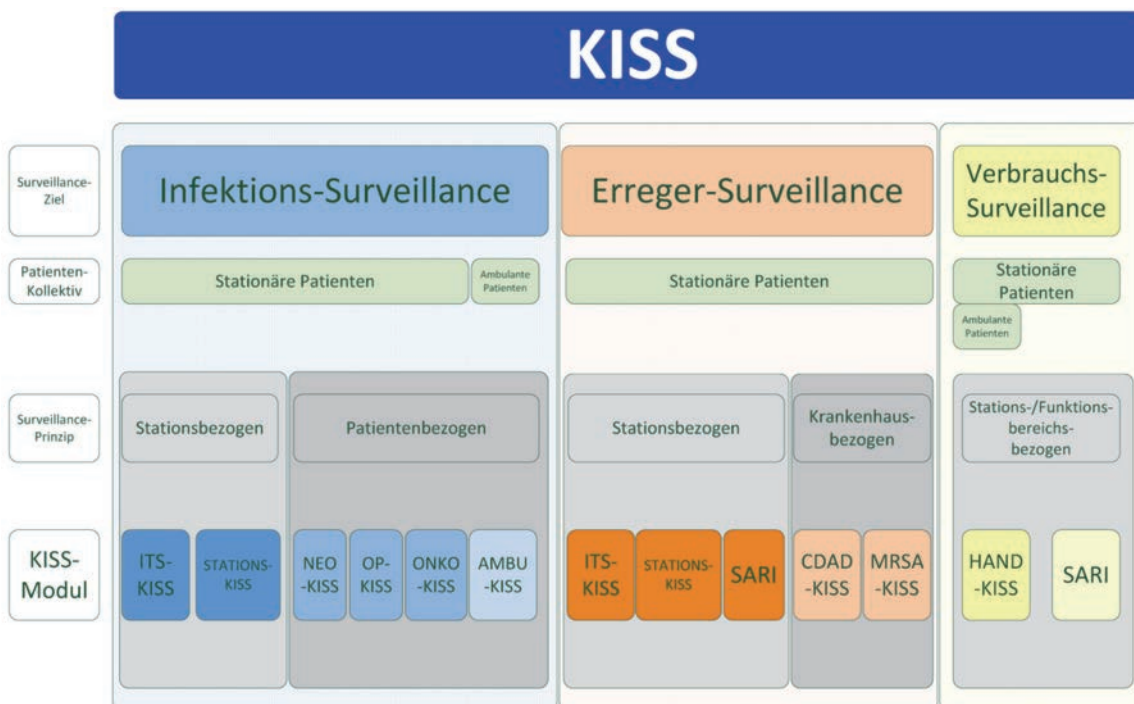 KISS
Surveillance-
Ziel
Infektions-Surveillance
Erreger-Surveillance
Verbrauchs-
Surveillance
Patienten-
Kollektiv
Stationäre Patienten
Ambulante
Patienten
Stationäre Patienten
Stationäre
Patienten
Ambulante
Patienten
Surveillance-
Prinzip
Stationsbezogen
Patientenbezogen
Stationsbezogen
Krankenhaus-
bezogen
Stations-/Funktions-
bereichs-
bezogen
KISS-
Modul
ITS-
KISS
STATIONS-
KISS
NEO
-KISS
OP-
KISS
ONKO
-KISS
AMBU
-KISS
ITS-
KISS
STATIONS-
KISS
SARI
CDAD
-KISS
MRSA
-KISS
HAND
-KISS
SARI